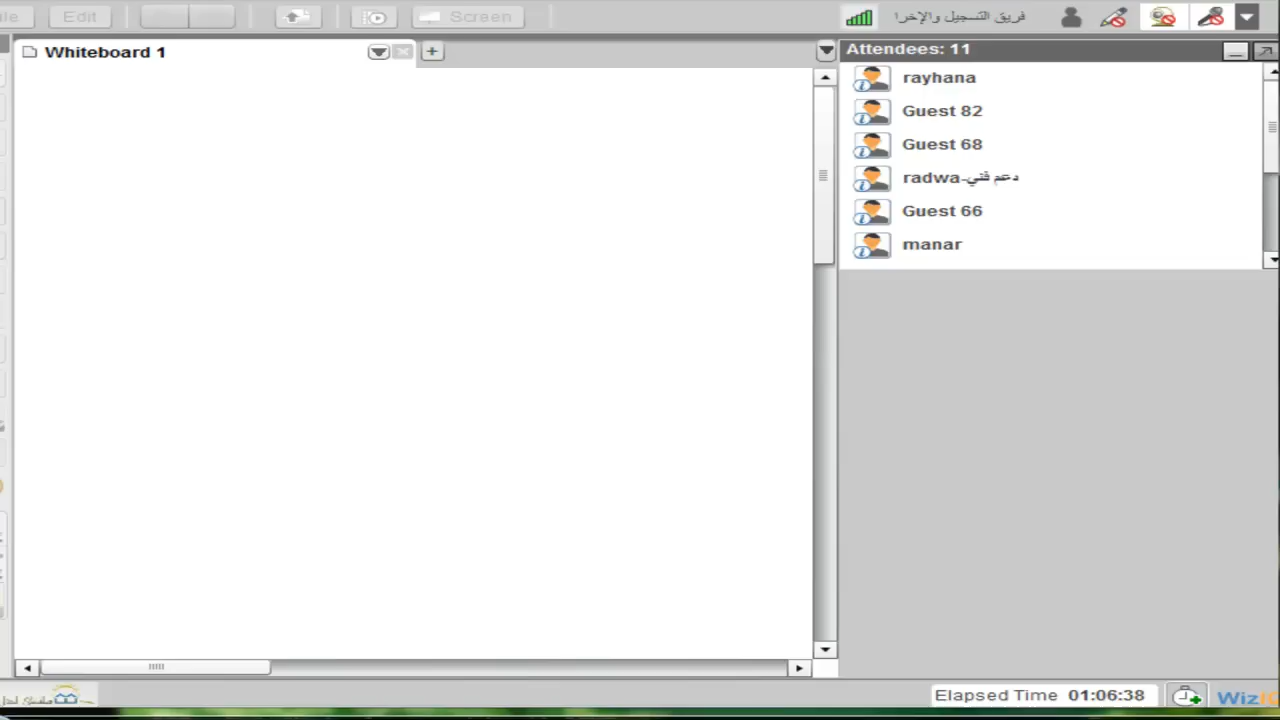 Edit
Screen
فريق التسجيل والإخرا
Whiteboard 1
Attendees: 11
rayhana
Guest 82
Guest 68
radwa-دعم فني
Guest 66
manar
Elapsed Time 01:06:38